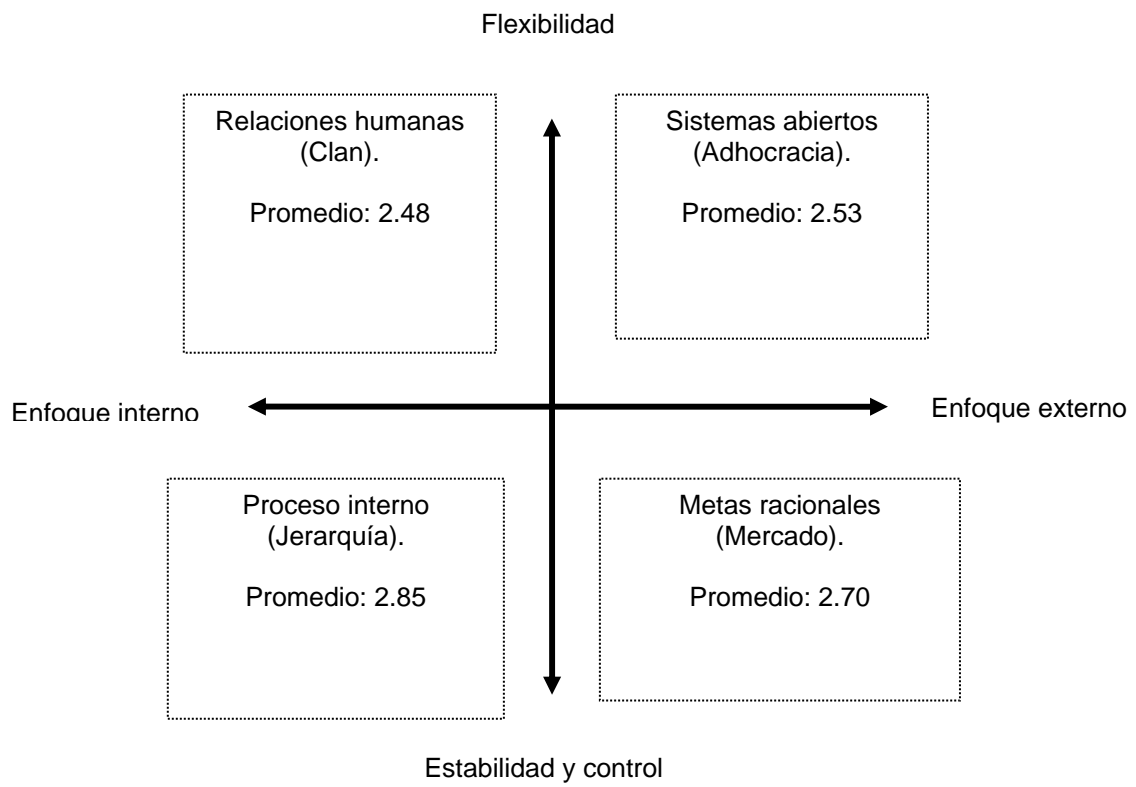 Flexibilidad
Relaciones humanas
(Clan).
Promedio: 2.48
Sistemas abiertos
(Adhocracia).
Promedio: 2.53
Enfoque interno
Enfoque externo
Proceso interno
(Jerarquía).
Promedio: 2.85
Metas racionales
(Mercado).
Promedio: 2.70
Estabilidad y control